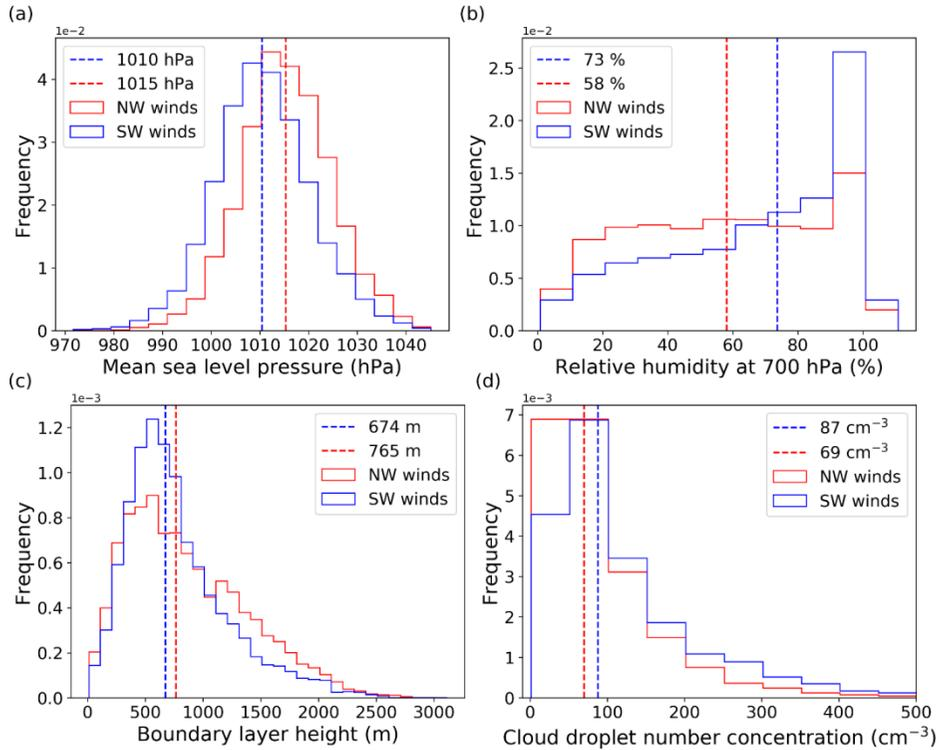 (a)
1e−2
1010 hPa
1015 hPa
NW winds
SW winds
Frequency
4
3
2
1
0
970 980 990 1000 1010 1020 1030 1040
Mean sea level pressure (hPa)
(b)
1e−2
73 %
58 %
NW winds
SW winds
Frequency
2.5
2.0
1.5
1.0
0.5
0.0
0 20 40 60 80 100
Relative humidity at 700 hPa (%)
(c)
1e−3
674 m
765 m
NW winds
SW winds
Frequency
1.2
1.0
0.8
0.6
0.4
0.2
0.0
0 500 1000 1500 2000 2500 3000
Boundary layer height (m)
(d)
1e−3
87 cm⁻³
69 cm⁻³
NW winds
SW winds
Frequency
7
6
5
4
3
2
1
0
0 100 200 300 400 500
Cloud droplet number concentration (cm⁻³)